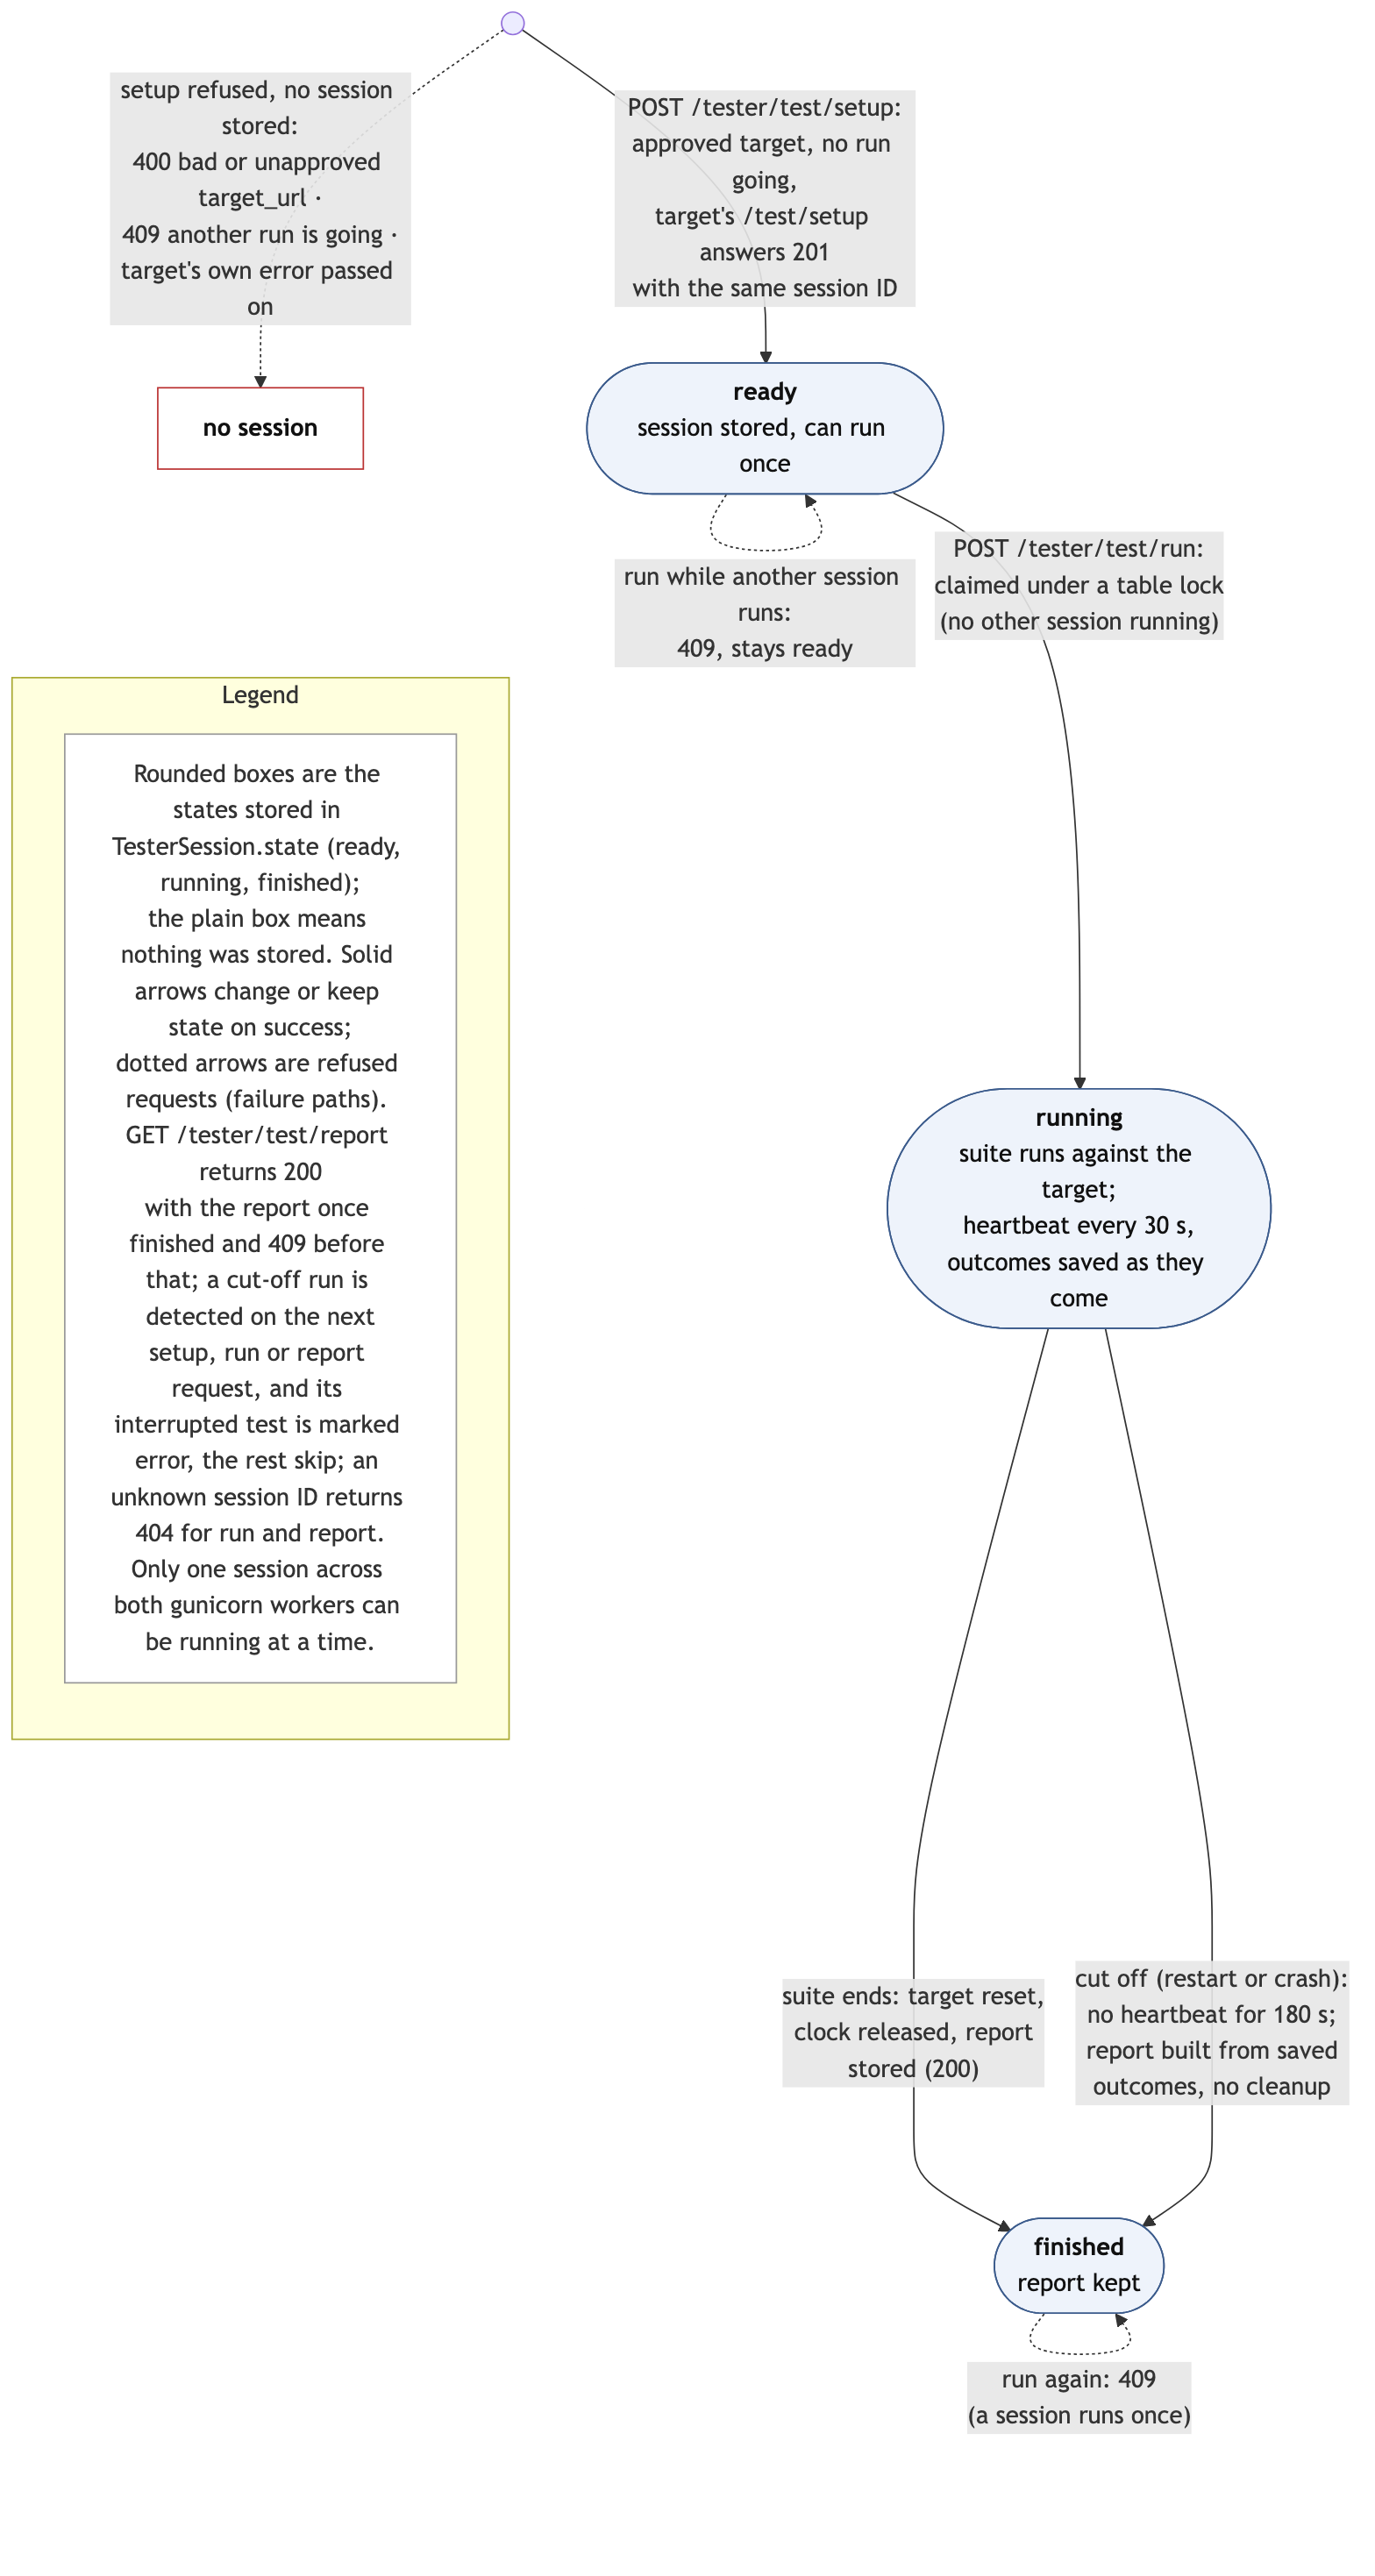 setup refused, no session
stored:
400 bad or unapproved
target_url ·
409 another run is going ·
target's own error passed
on
POST /tester/test/setup:
approved target, no run
going,
target's /test/setup
answers 201
with the same session ID
no session
ready
session stored, can run
once
run while another session
runs:
409, stays ready
POST /tester/test/run:
claimed under a table lock
(no other session running)
Legend
Rounded boxes are the
states stored in
TesterSession.state (ready,
running, finished);
the plain box means
nothing was stored. Solid
arrows change or keep
state on success;
dotted arrows are refused
requests (failure paths).
GET /tester/test/report
returns 200
with the report once
finished and 409 before
that; a cut-off run is
detected on the next
setup, run or report
request, and its
interrupted test is marked
error, the rest skip; an
unknown session ID returns
404 for run and report.
Only one session across
both gunicorn workers can
be running at a time.
running
suite runs against the
target;
heartbeat every 30 s,
outcomes saved as they
come
suite ends: target reset,
clock released, report
stored (200)
cut off (restart or crash):
no heartbeat for 180 s;
report built from saved
outcomes, no cleanup
finished
report kept
run again: 409
(a session runs once)